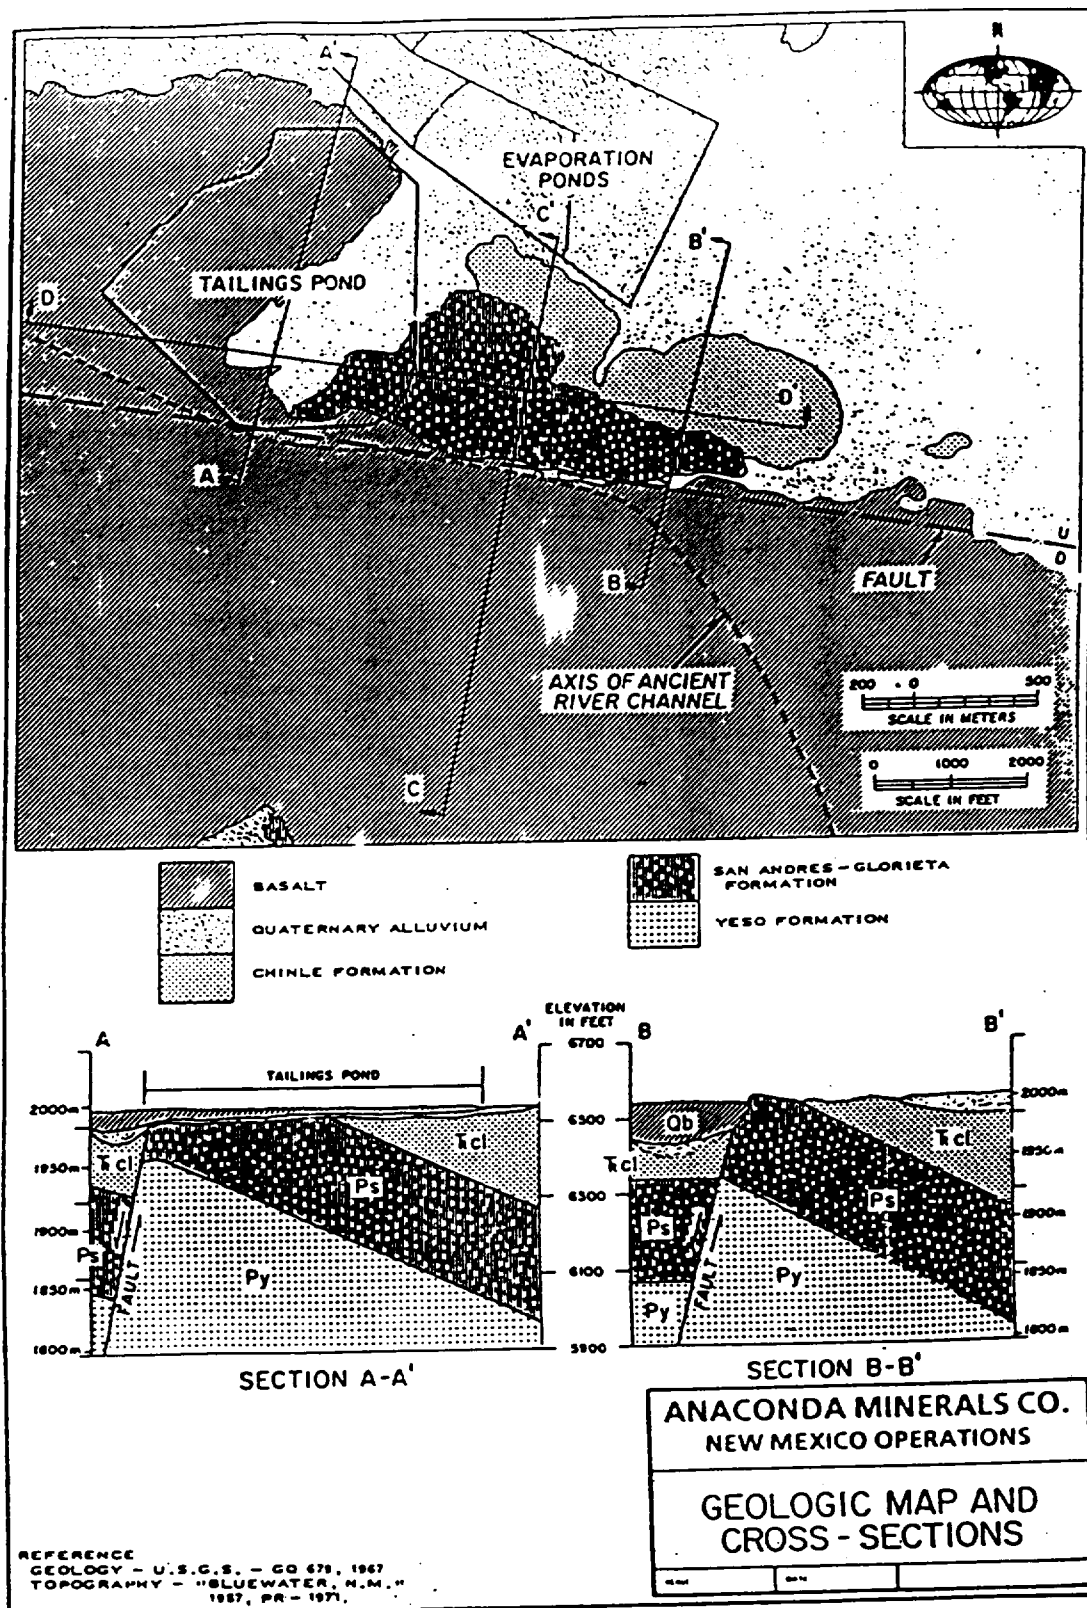 N
A'
EVAPORATION
PONDS
C'
B'
TAILINGS POND
D
D'
A
U
D
FAULT
B
AXIS OF ANCIENT
RIVER CHANNEL
200 0 500
SCALE IN METERS
C
0 1000 2000
SCALE IN FEET
BASALT
QUATERNARY ALLUVIUM
CHINLE FORMATION
SAN ANDRES-GLORIETA
FORMATION
YESO FORMATION
A
A'
ELEVATION
IN FEET
B
B'
TAILINGS POND
2000m
1950m
1900m
1850m
1800m
6700
6500
6300
6100
5900
2000m
1950m
1900m
1850m
1800m
Ƭcl
Ps
Ps
Py
FAULT
Qb
Ƭcl
Ƭcl
Ps
Ps
Py
Py
FAULT
SECTION A-A'
SECTION B-B'
ANACONDA MINERALS CO.
NEW MEXICO OPERATIONS
GEOLOGIC MAP AND
CROSS-SECTIONS
REFERENCE
GEOLOGY - U.S.G.S. - GQ 679, 1967
TOPOGRAPHY - "BLUEWATER, N.M."
1957, PR - 1971.